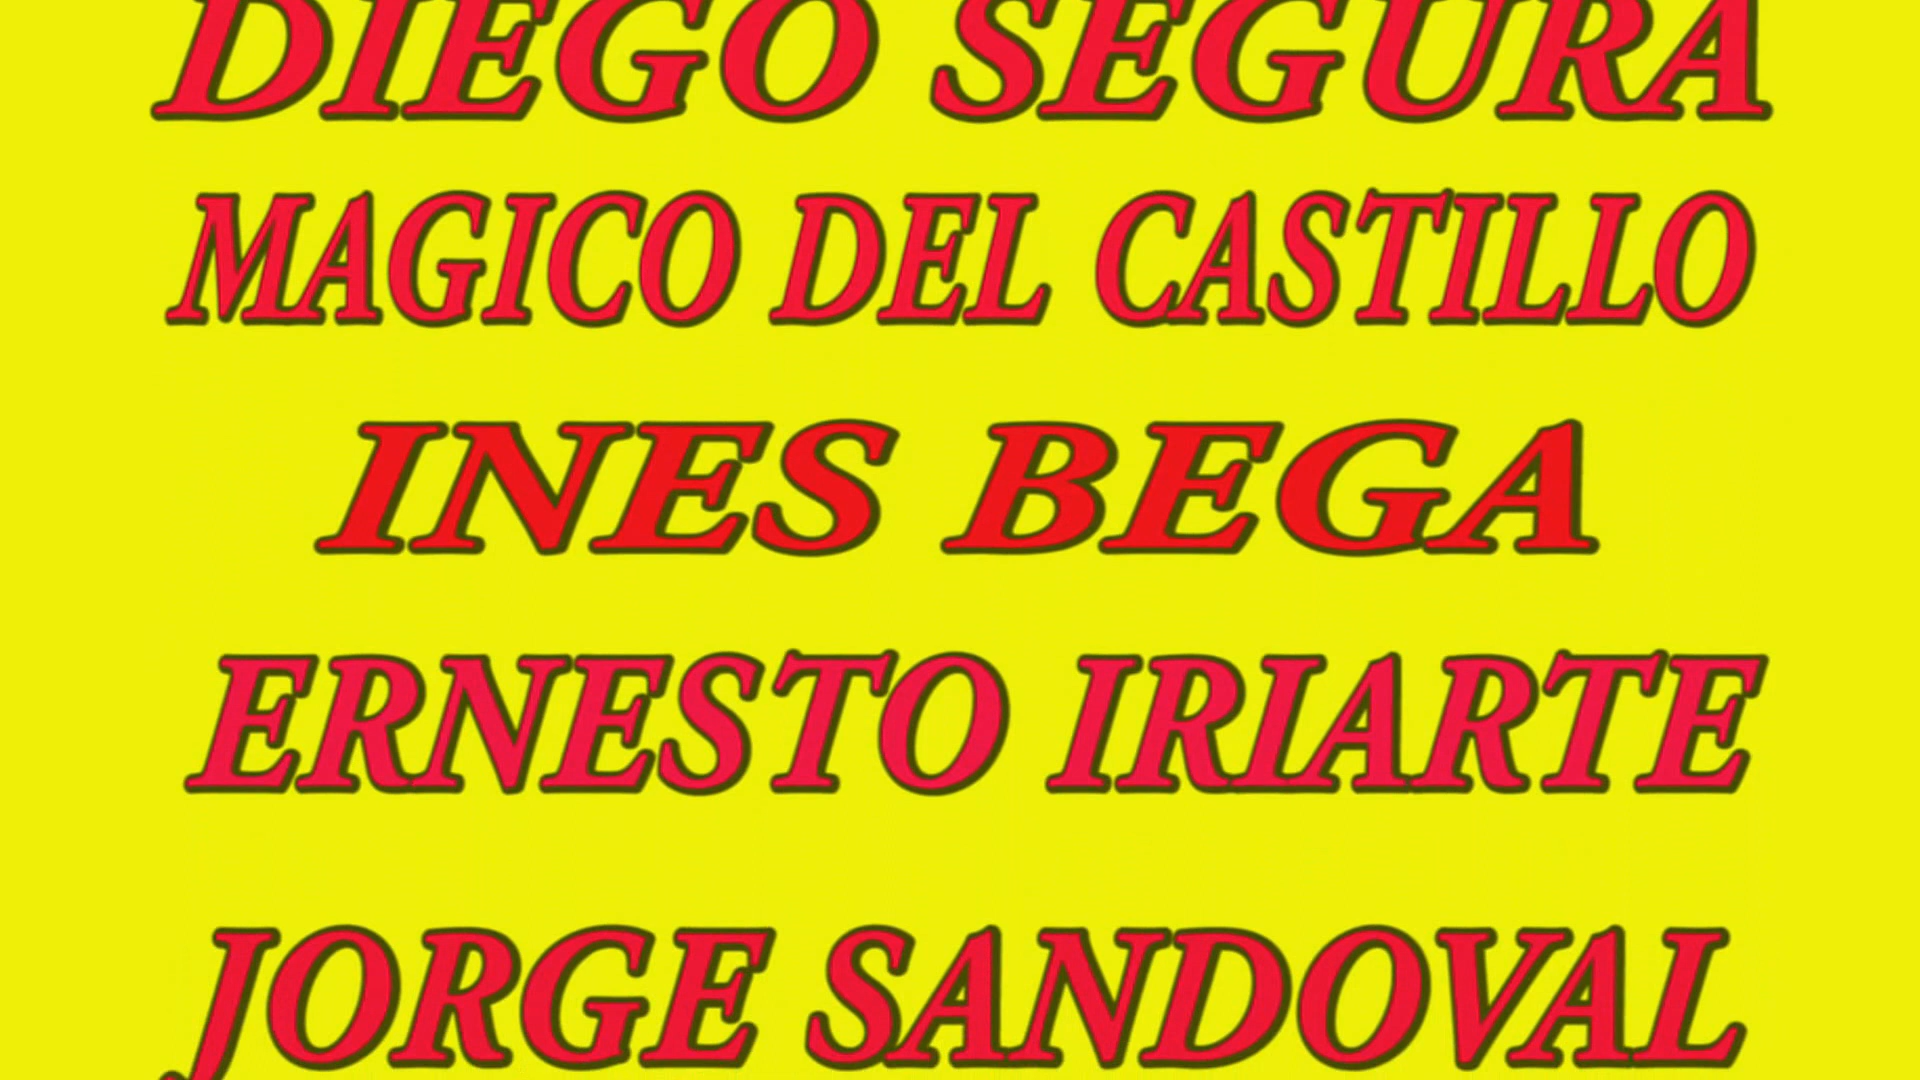 DIEGO SEGURA
MAGICO DEL CASTILLO
INES BEGA
ERNESTO IRIARTE
JORGE SANDOVAL